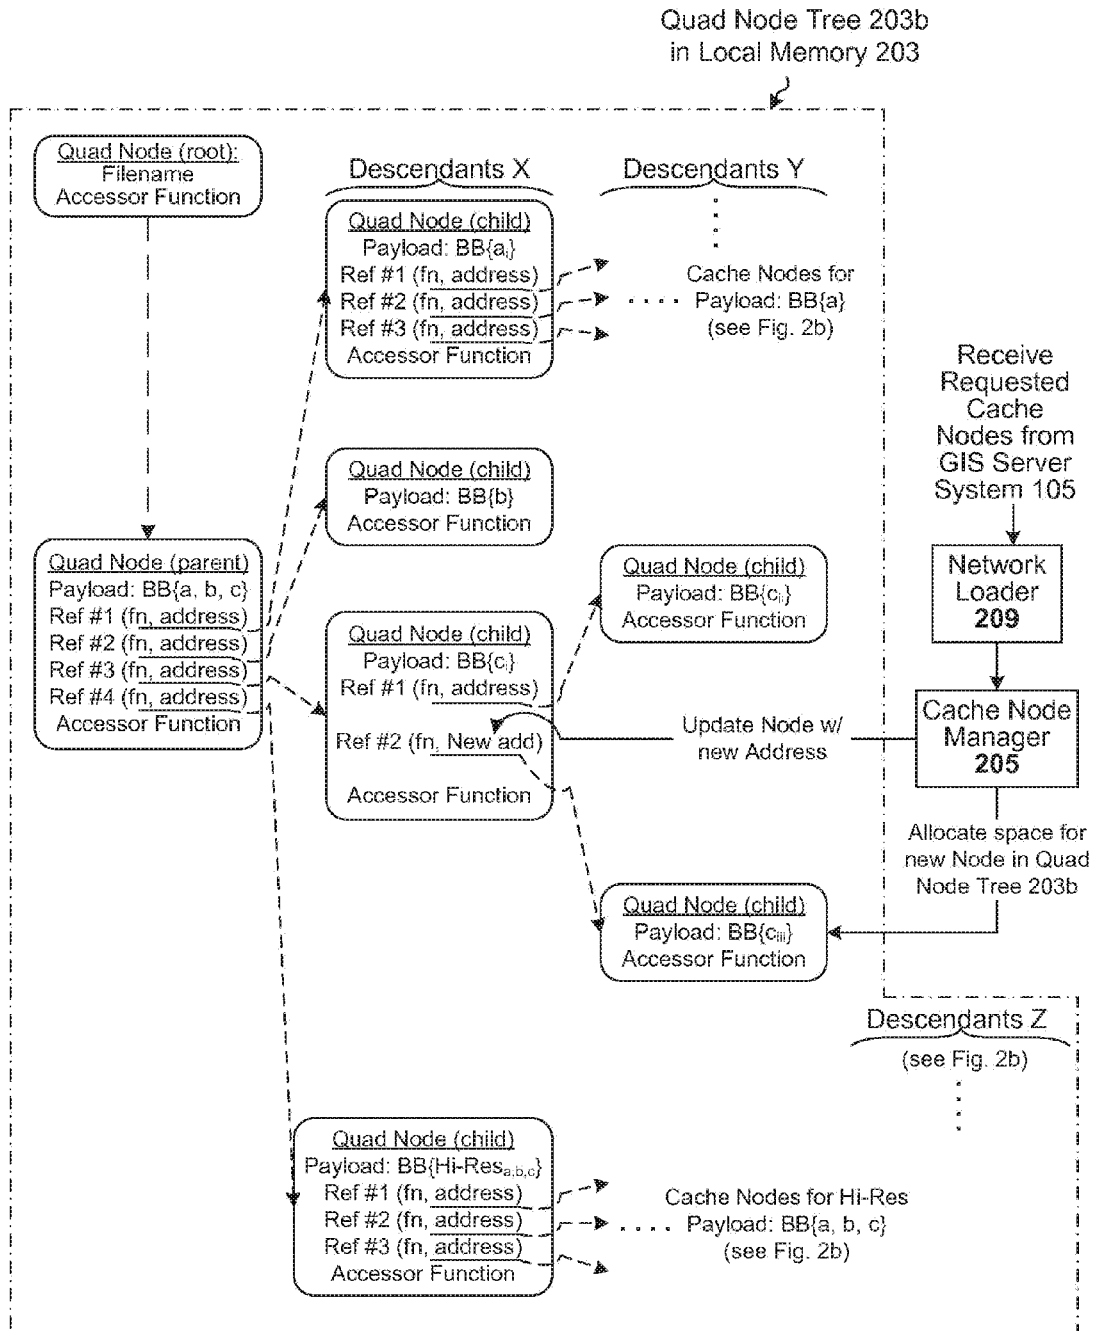 Quad Node Tree 203b
in Local Memory 203
Quad Node (root):
Filename
Accessor Function
Descendants X
Descendants Y
Quad Node (child)
Payload: BB{aᵢ}
Ref #1 (fn, address)
Ref #2 (fn, address)
Ref #3 (fn, address)
Accessor Function
Cache Nodes for
Payload: BB{a}
(see Fig. 2b)
Receive
Requested
Cache
Nodes from
GIS Server
System 105
Quad Node (child)
Payload: BB{b}
Accessor Function
Quad Node (parent)
Payload: BB{a, b, c}
Ref #1 (fn, address)
Ref #2 (fn, address)
Ref #3 (fn, address)
Ref #4 (fn, address)
Accessor Function
Quad Node (child)
Payload: BB{cᵢ}
Ref #1 (fn, address)
Ref #2 (fn, New add)
Accessor Function
Quad Node (child)
Payload: BB{cᵢᵢ}
Accessor Function
Network
Loader
209
Update Node w/
new Address
Cache Node
Manager
205
Allocate space for
new Node in Quad
Node Tree 203b
Quad Node (child)
Payload: BB{cᵢᵢᵢ}
Accessor Function
Descendants Z
(see Fig. 2b)
Quad Node (child)
Payload: BB{Hi-Res a,b,c}
Ref #1 (fn, address)
Ref #2 (fn, address)
Ref #3 (fn, address)
Accessor Function
Cache Nodes for Hi-Res
Payload: BB{a, b, c}
(see Fig. 2b)